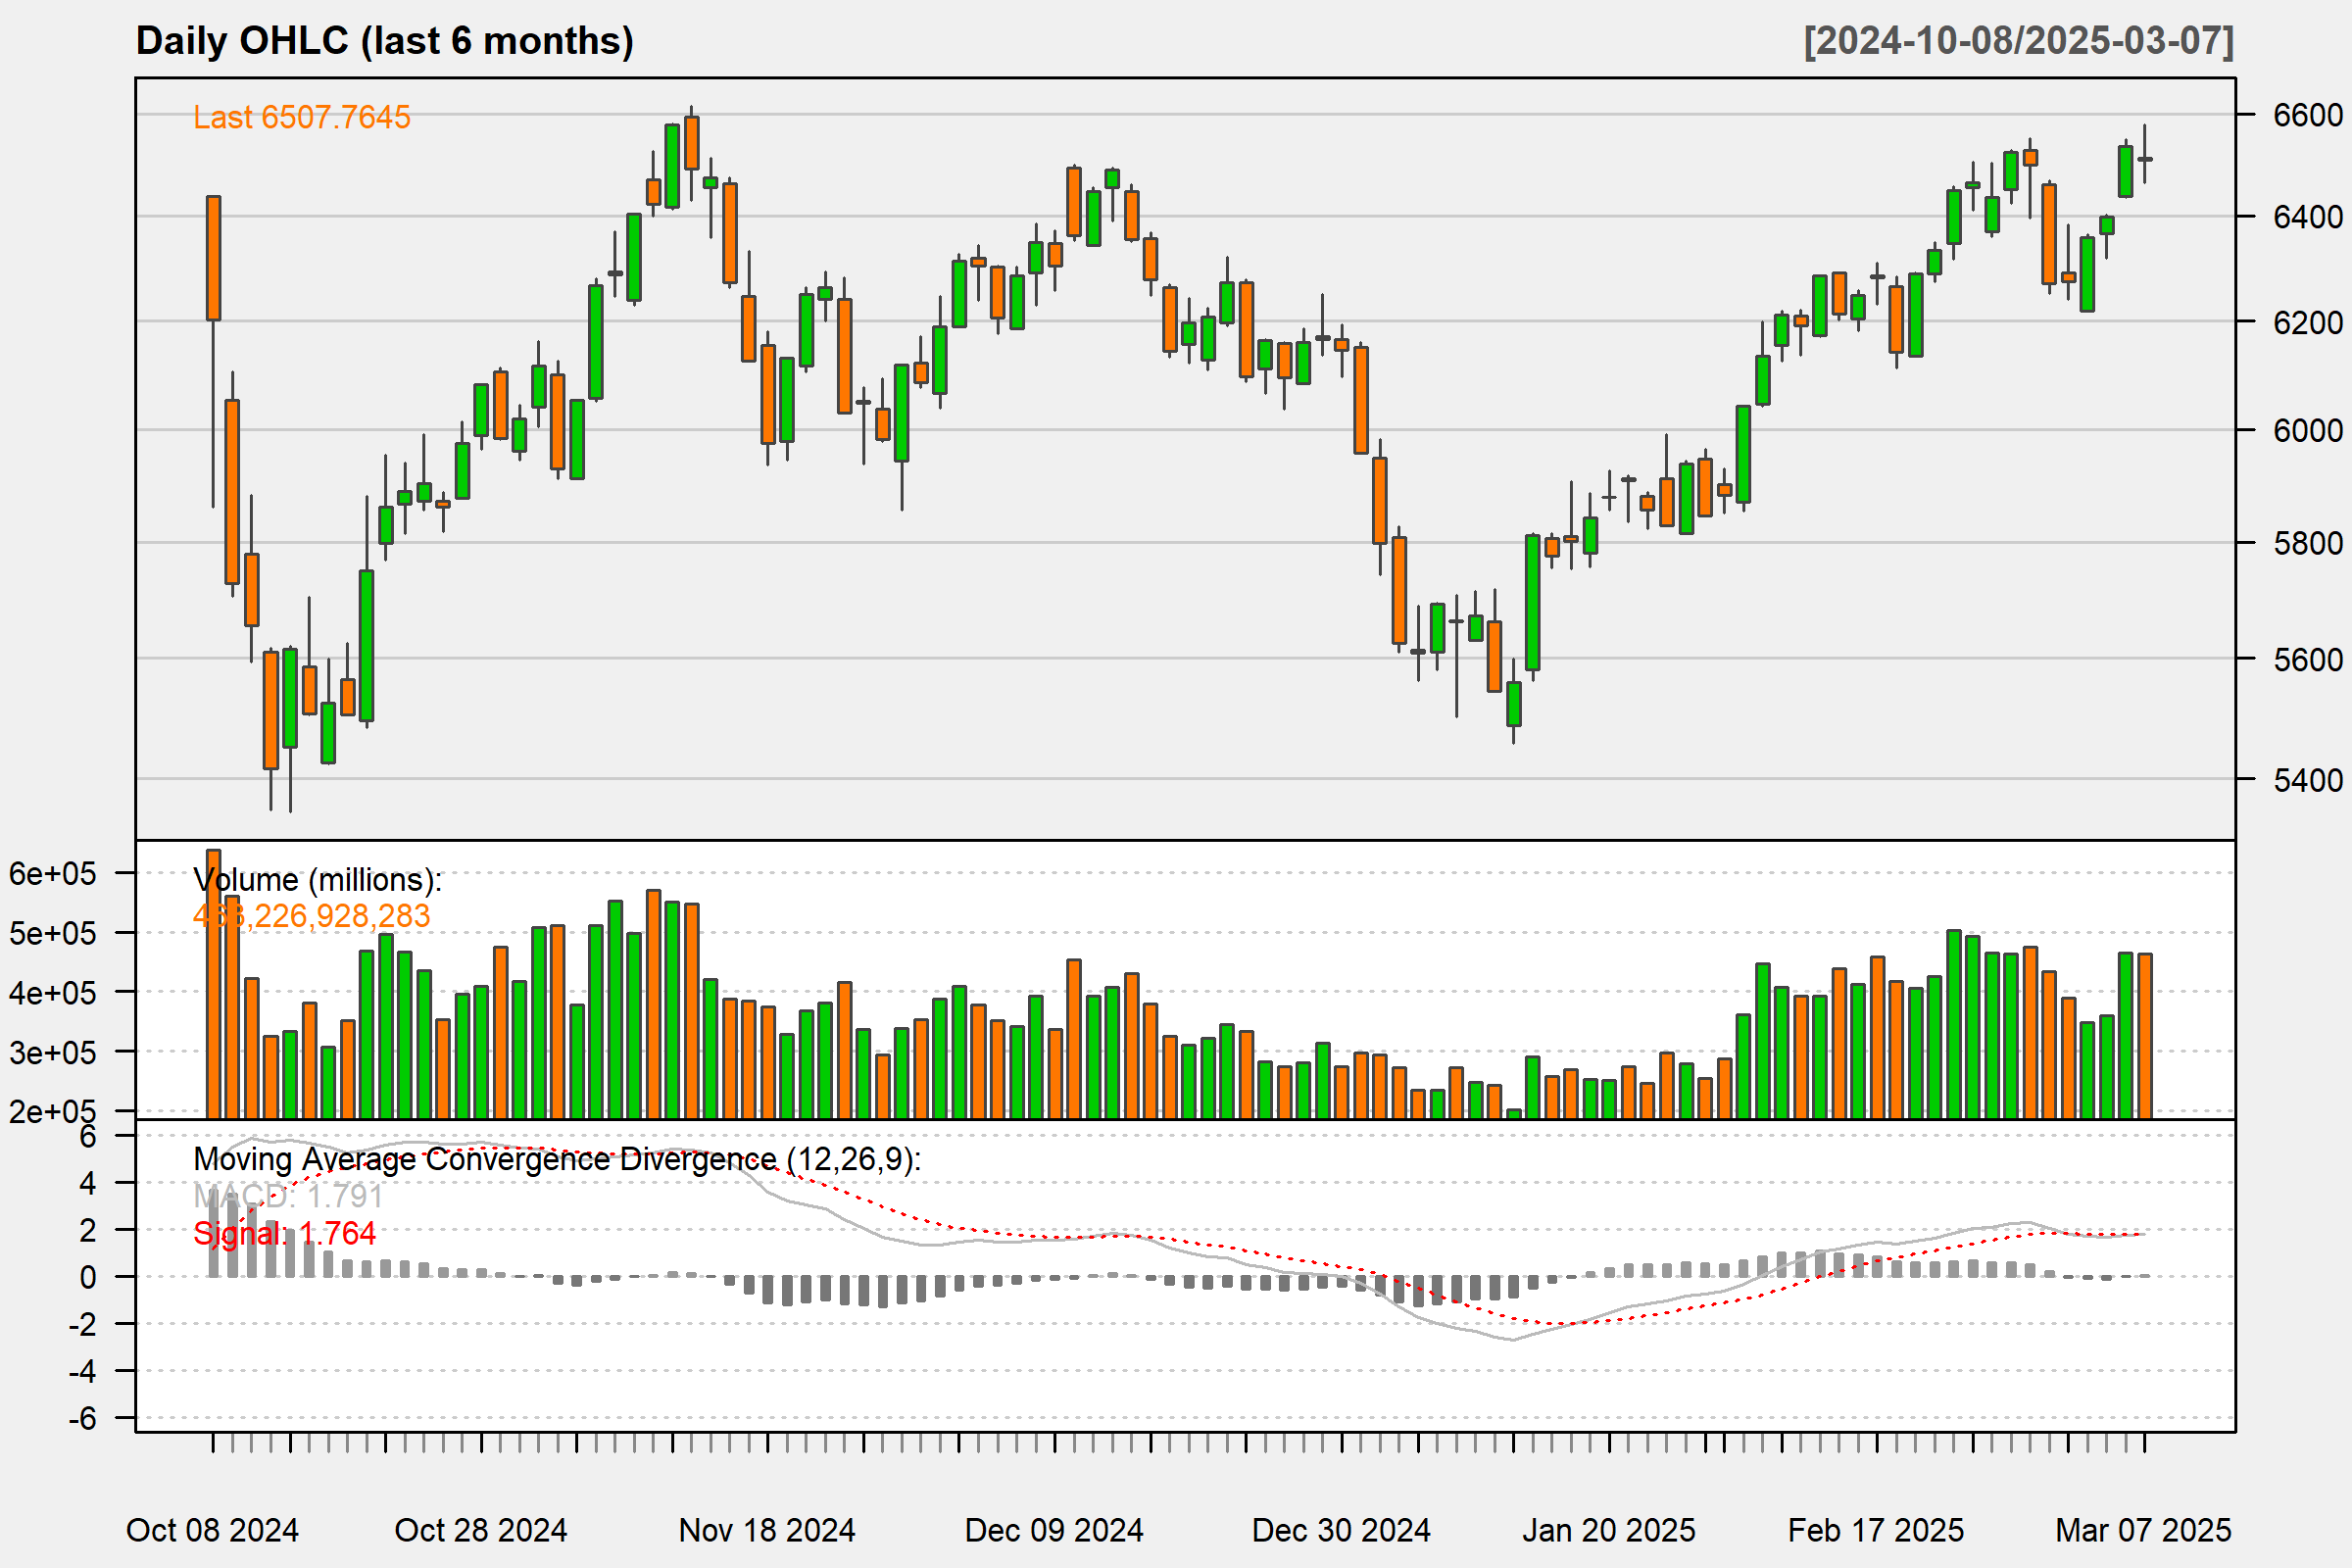 Daily OHLC (last 6 months) [2024-10-08/2025-03-07]
Last 6507.7645
6600
6400
6200
6000
5800
5600
5400
Volume (millions):
226,928,283
6e+05
5e+05
4e+05
3e+05
2e+05
Moving Average Convergence Divergence (12,26,9):
MACD: 1.791
Signal: 1.764
6
4
2
0
-2
-4
-6
Oct 08 2024 Oct 28 2024 Nov 18 2024 Dec 09 2024 Dec 30 2024 Jan 20 2025 Feb 17 2025 Mar 07 2025